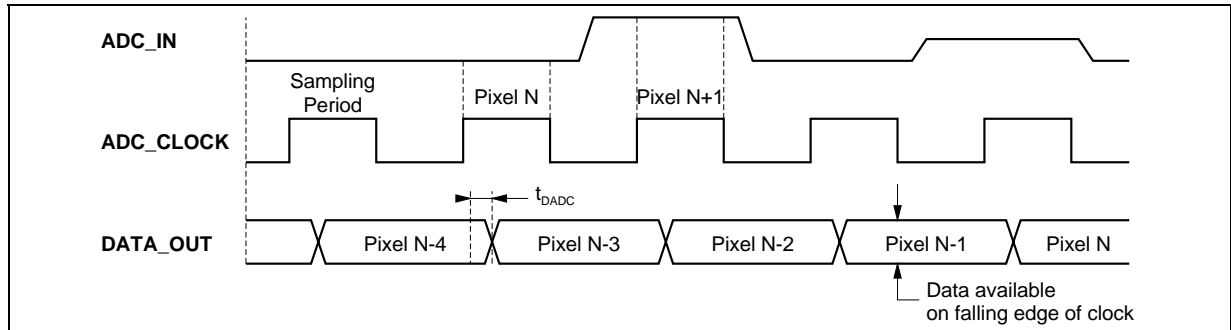 ADC_IN
Sampling
Period
Pixel N
Pixel N+1
ADC_CLOCK
tDADC
DATA_OUT
Pixel N-4
Pixel N-3
Pixel N-2
Pixel N-1
Pixel N
Data available
on falling edge of clock